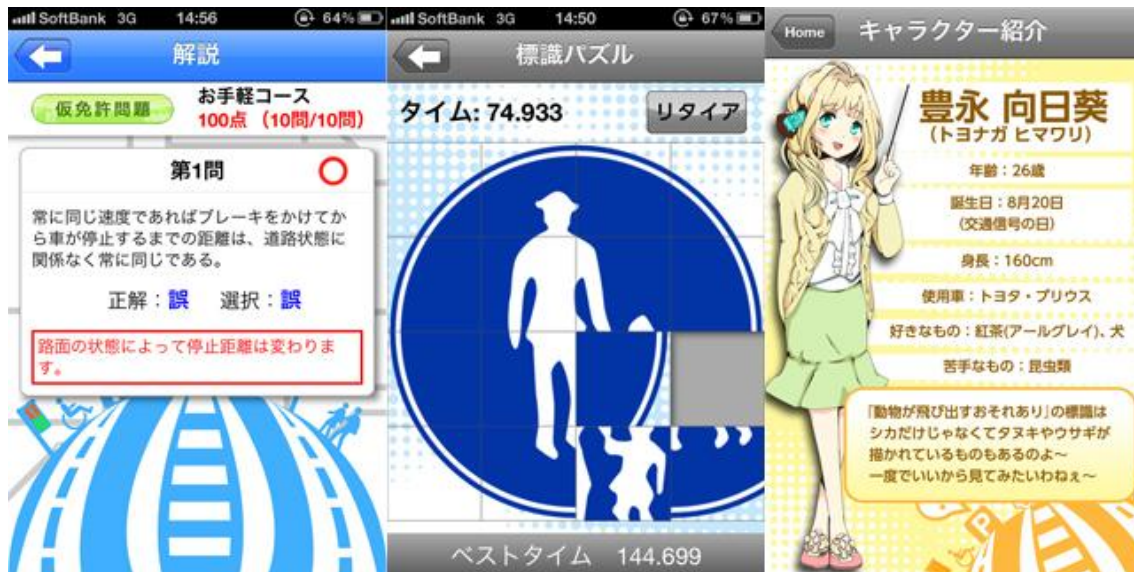 SoftBank 3G 14:56 64%
解説
仮免許問題
お手軽コース
100点 (10問/10問)
第1問
常に同じ速度であればブレーキをかけてか
ら車が停止するまでの距離は、道路状態に
関係なく常に同じである。
正解：誤 選択：誤
路面の状態によって停止距離は変わりま
す。
SoftBank 3G 14:50 67%
標識パズル
タイム: 74.933
リタイア
ベストタイム 144.699
Home
キャラクター紹介
豊永 向日葵
(トヨナガ ヒマワリ)
年齢：26歳
誕生日：8月20日
(交通信号の日)
身長：160cm
使用車：トヨタ・プリウス
好きなもの：紅茶(アールグレイ)、犬
苦手なもの：昆虫類
「動物が飛び出すおそれあり」の標識は
シカだけじゃなくてタヌキやウサギが
描かれているものもあるのよ〜
一度でいいから見てみたいわねぇ〜
P